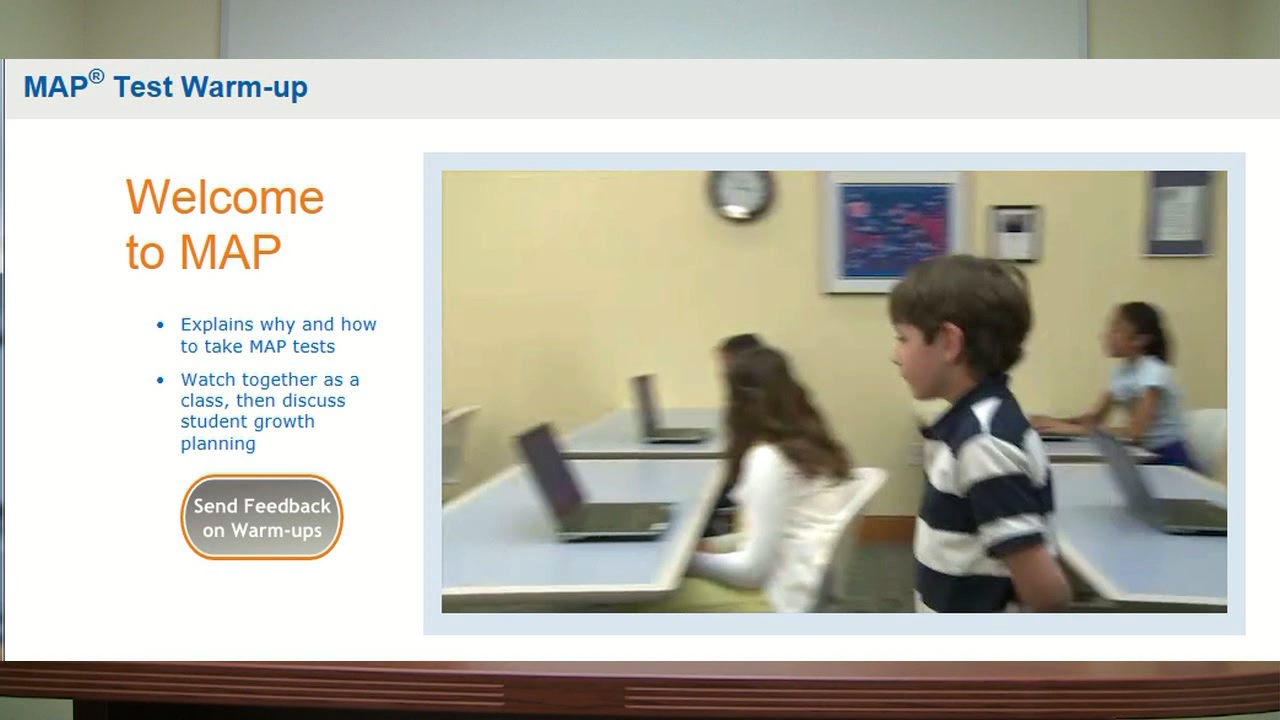 MAP® Test Warm-up
Welcome
to MAP
• Explains why and how
to take MAP tests
• Watch together as a
class, then discuss
student growth
planning
Send Feedback
on Warm-ups